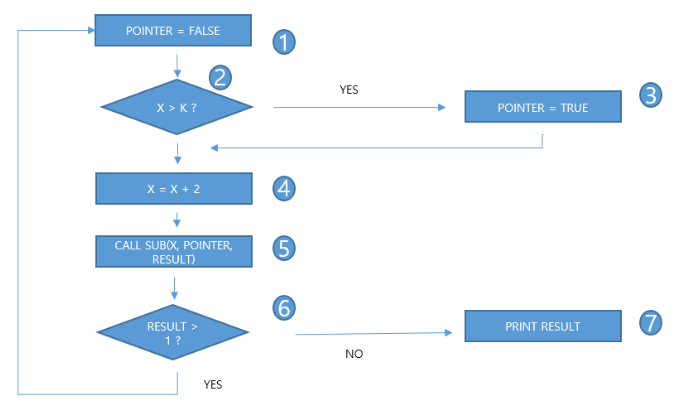 POINTER = FALSE
1
2
X > K ?
YES
POINTER = TRUE
3
X = X + 2
4
CALL SUB(X, POINTER,
RESULT)
5
6
RESULT >
1 ?
PRINT RESULT
7
NO
YES